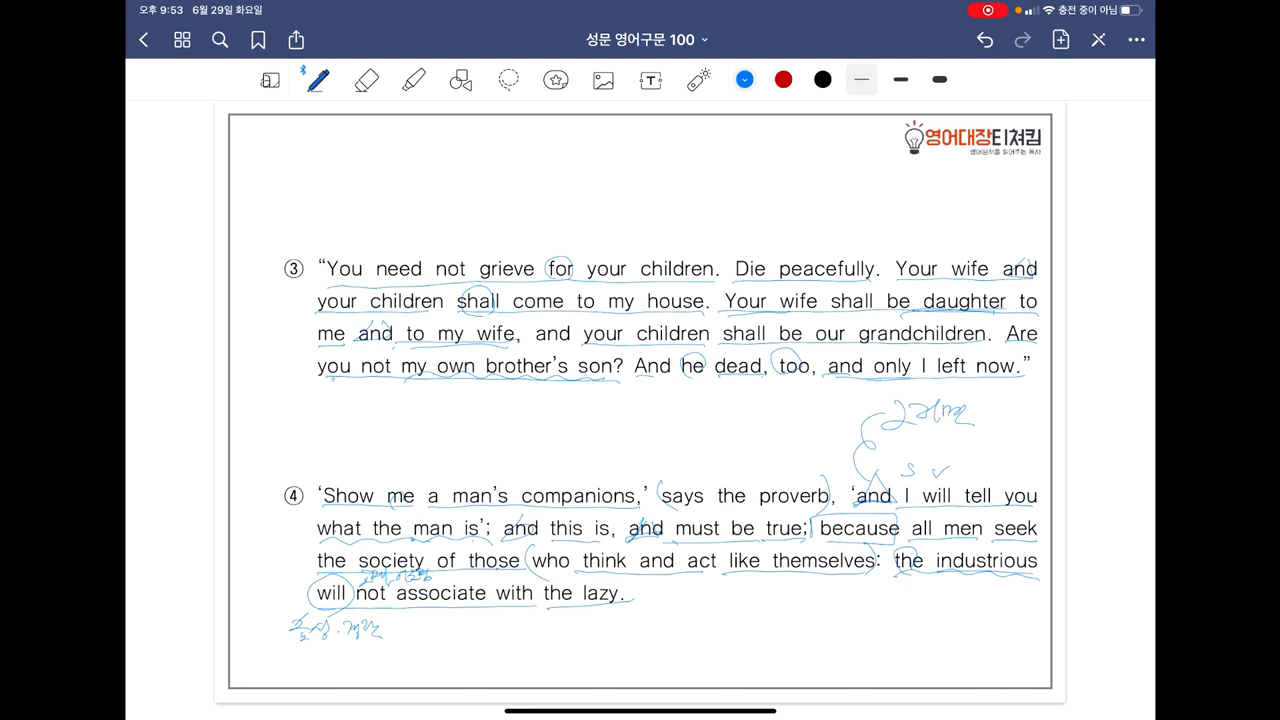 오후 9:53 6월 29일 화요일
충전 중이 아님
성문 영어구문 100
영어대장티쳐킴
③ “You need not grieve for your children. Die peacefully. Your wife and
your children shall come to my house. Your wife shall be daughter to
me and to my wife, and your children shall be our grandchildren. Are
you not my own brother’s son? And he dead, too, and only I left now.”
그러면
S V
④ ‘Show me a man’s companions,’ says the proverb, ‘and I will tell you
what the man is’; and this is, and must be true; because all men seek
the society of those who think and act like themselves: the industrious
will not associate with the lazy.